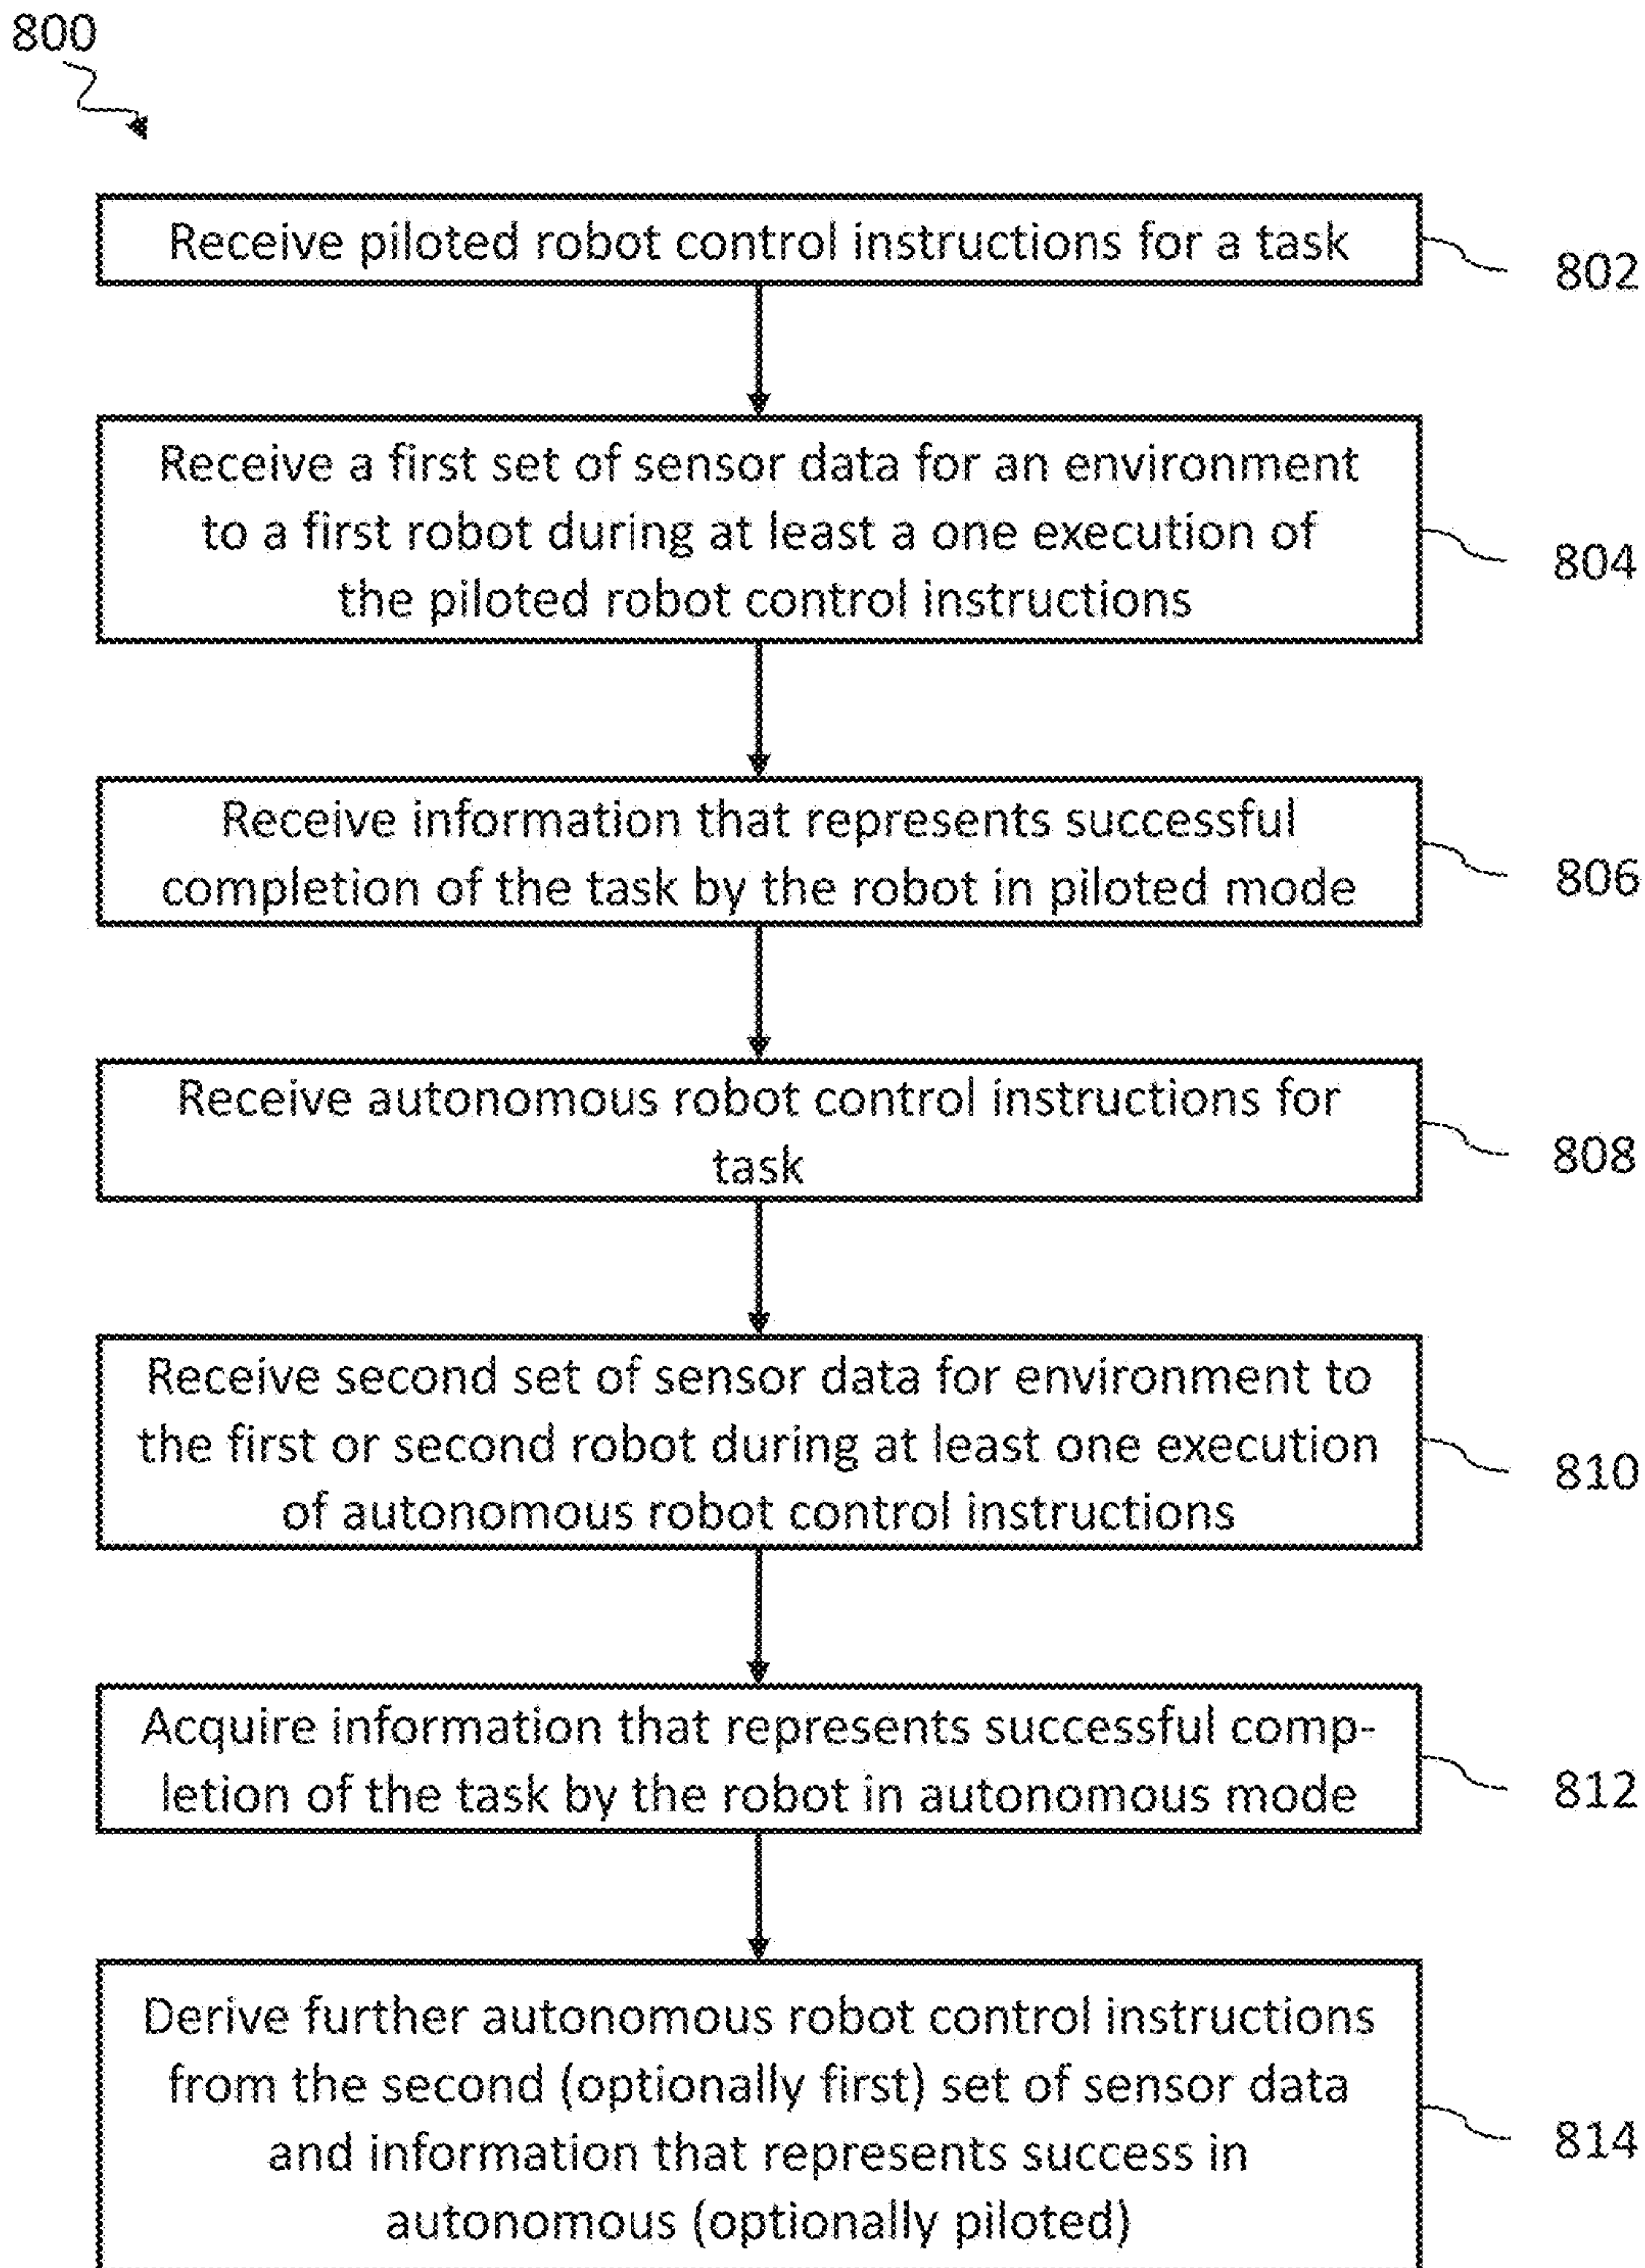 800
Receive piloted robot control instructions for a task
802
Receive a first set of sensor data for an environment
to a first robot during at least a one execution of
the piloted robot control instructions
804
Receive information that represents successful
completion of the task by the robot in piloted mode
806
Receive autonomous robot control instructions for
task
808
Receive second set of sensor data for environment to
the first or second robot during at least one execution
of autonomous robot control instructions
810
Acquire information that represents successful comp-
letion of the task by the robot in autonomous mode
812
Derive further autonomous robot control instructions
from the second (optionally first) set of sensor data
and information that represents success in
autonomous (optionally piloted)
814